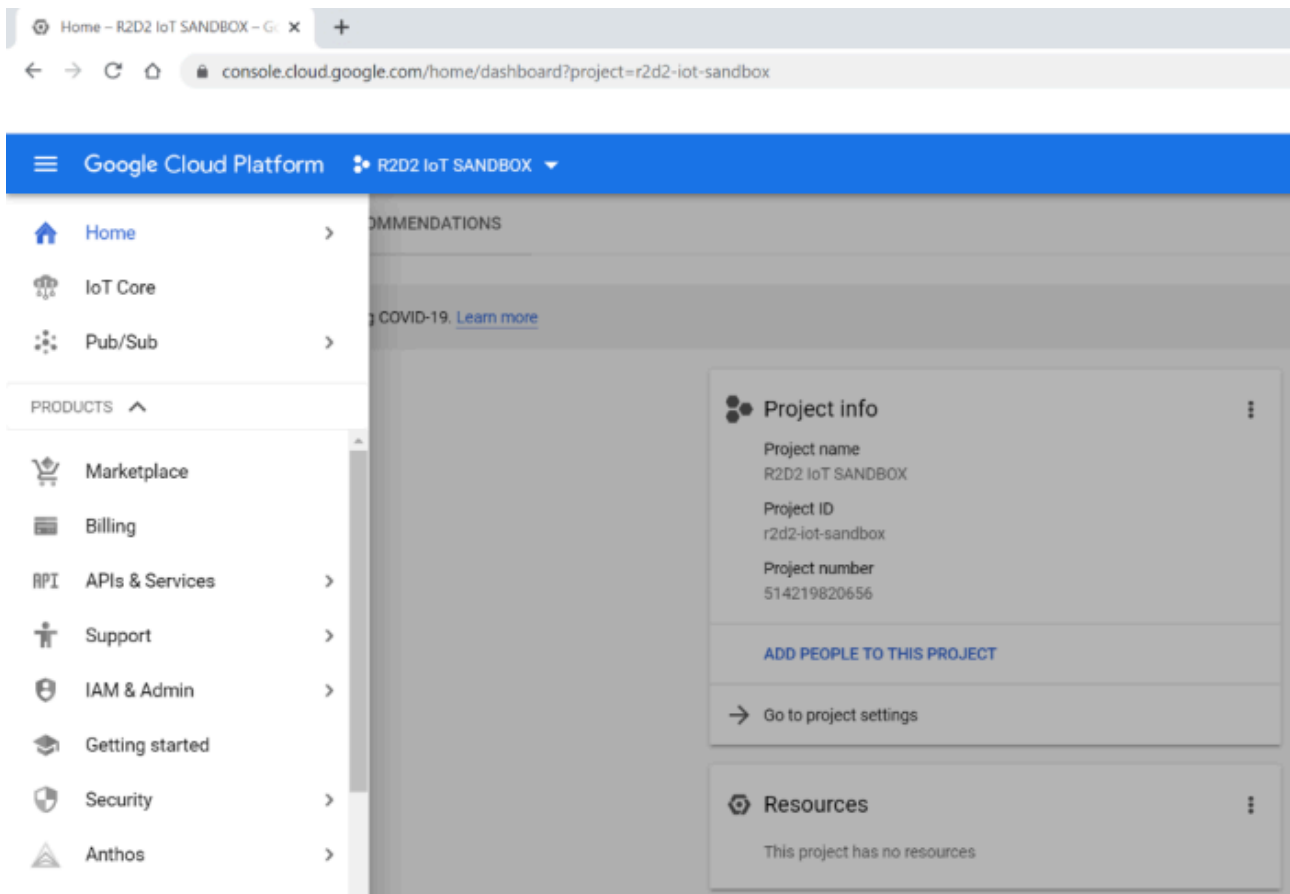 Home – R2D2 IoT SANDBOX – G
console.cloud.google.com/home/dashboard?project=r2d2-iot-sandbox
Google Cloud Platform R2D2 IoT SANDBOX
Home
IoT Core
Pub/Sub
PRODUCTS
Marketplace
Billing
API APIs & Services
Support
IAM & Admin
Getting started
Security
Anthos
OMMENDATIONS
g COVID-19. Learn more
Project info
Project name
R2D2 IoT SANDBOX
Project ID
r2d2-iot-sandbox
Project number
514219820656
ADD PEOPLE TO THIS PROJECT
Go to project settings
Resources
This project has no resources